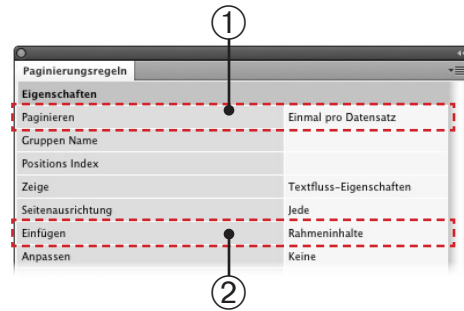 ①
Paginierungsregeln
Eigenschaften
Paginieren Einmal pro Datensatz
Gruppen Name
Positions Index
Zeige Textfluss-Eigenschaften
Seitenausrichtung Jede
Einfügen Rahmeninhalte
Anpassen Keine
②